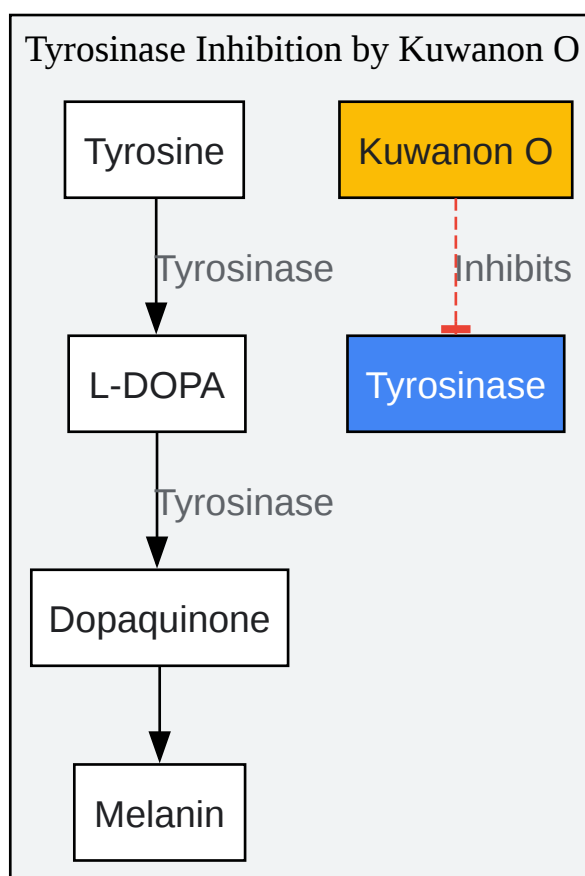 Tyrosinase Inhibition by Kuwanon O
Tyrosine
Kuwanon O
Tyrosinase
Inhibits
L-DOPA
Tyrosinase
Tyrosinase
Dopaquinone
Melanin